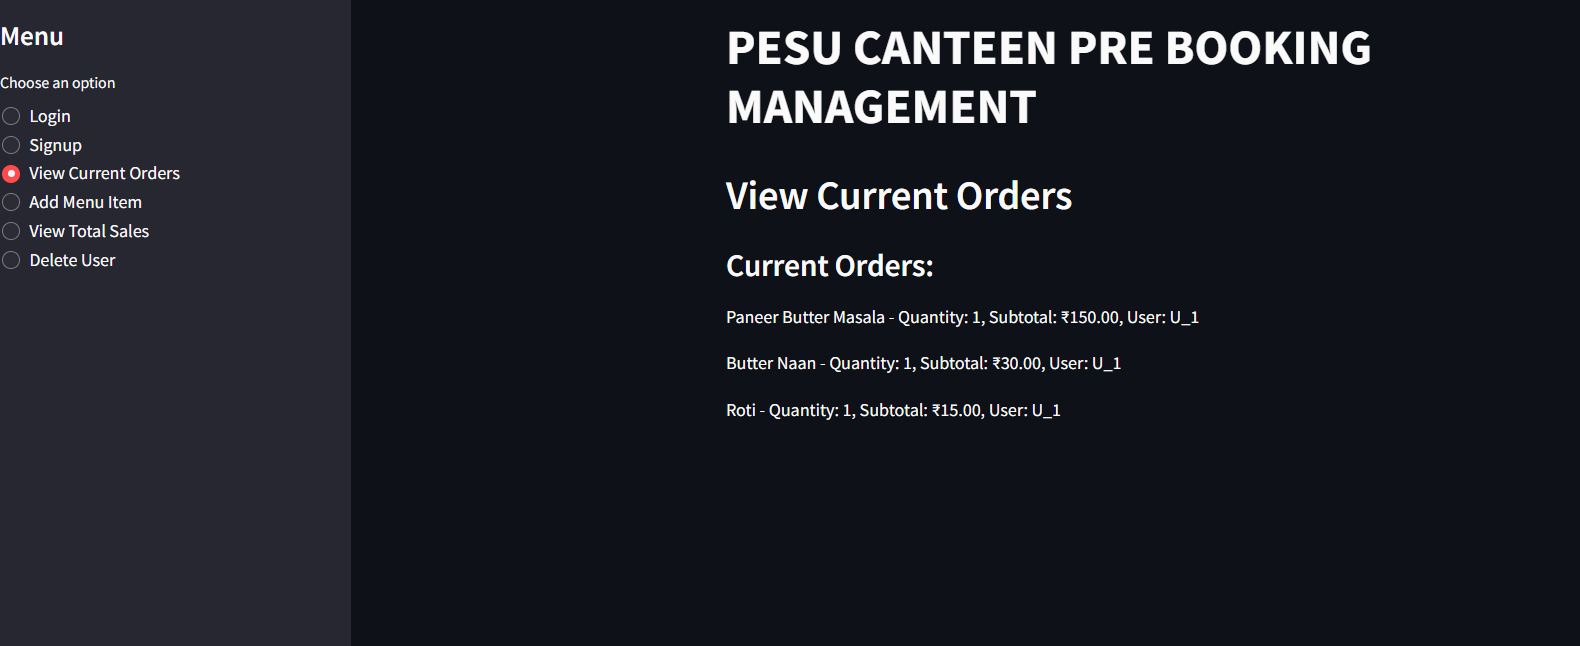 Menu
Choose an option
Login
Signup
View Current Orders
Add Menu Item
View Total Sales
Delete User
PESU CANTEEN PRE BOOKING
MANAGEMENT
View Current Orders
Current Orders:
Paneer Butter Masala - Quantity: 1, Subtotal: ₹150.00, User: U_1
Butter Naan - Quantity: 1, Subtotal: ₹30.00, User: U_1
Roti - Quantity: 1, Subtotal: ₹15.00, User: U_1